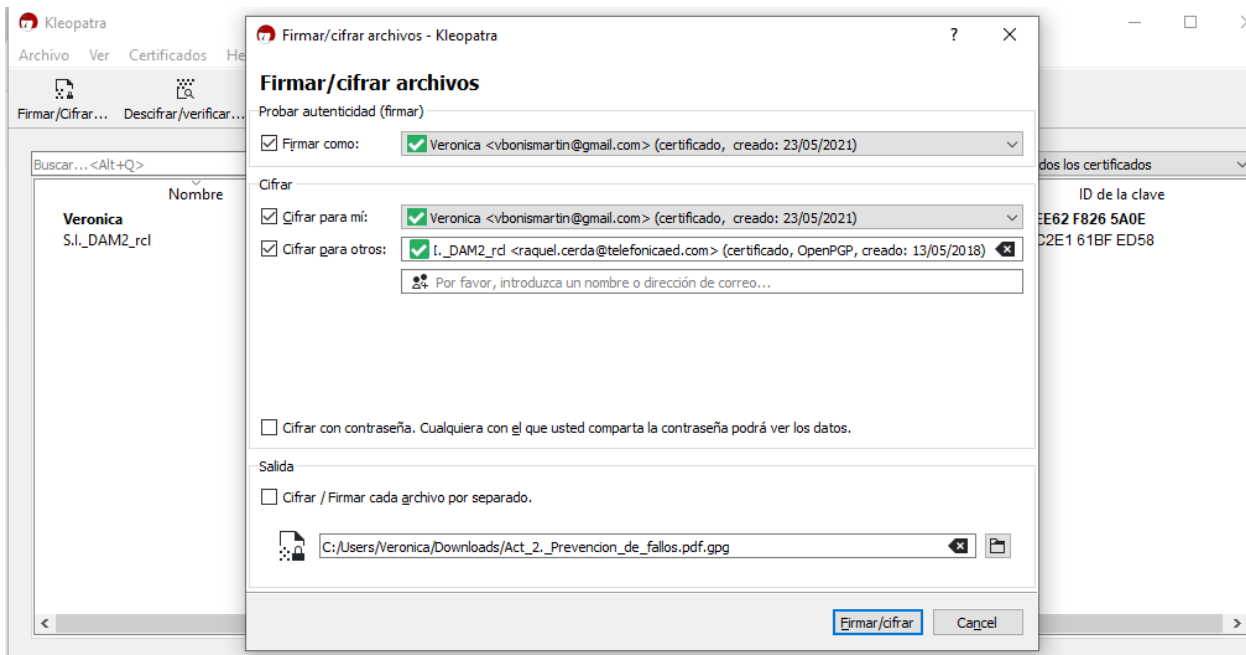 Kleopatra
Archivo Ver Certificados He
Firmar/Cifrar... Descifrar/verificar...
Buscar...<Alt+Q>
dos los certificados
Nombre
ID de la clave
Veronica
EE62 F826 5A0E
S.I._DAM2_rcl
C2E1 61BF ED58
Firmar/cifrar archivos - Kleopatra
?
Firmar/cifrar archivos
Probar autenticidad (firmar)
Firmar como:
Veronica <vbonismartin@gmail.com> (certificado, creado: 23/05/2021)
Cifrar
Cifrar para mí:
Veronica <vbonismartin@gmail.com> (certificado, creado: 23/05/2021)
Cifrar para otros:
I._DAM2_rcl <raquel.cerda@telefonicaed.com> (certificado, OpenPGP, creado: 13/05/2018)
Por favor, introduzca un nombre o dirección de correo...
Cifrar con contraseña. Cualquiera con el que usted comparta la contraseña podrá ver los datos.
Salida
Cifrar / Firmar cada archivo por separado.
C:/Users/Veronica/Downloads/Act_2._Prevencion_de_fallos.pdf.gpg
Firmar/cifrar
Cancel